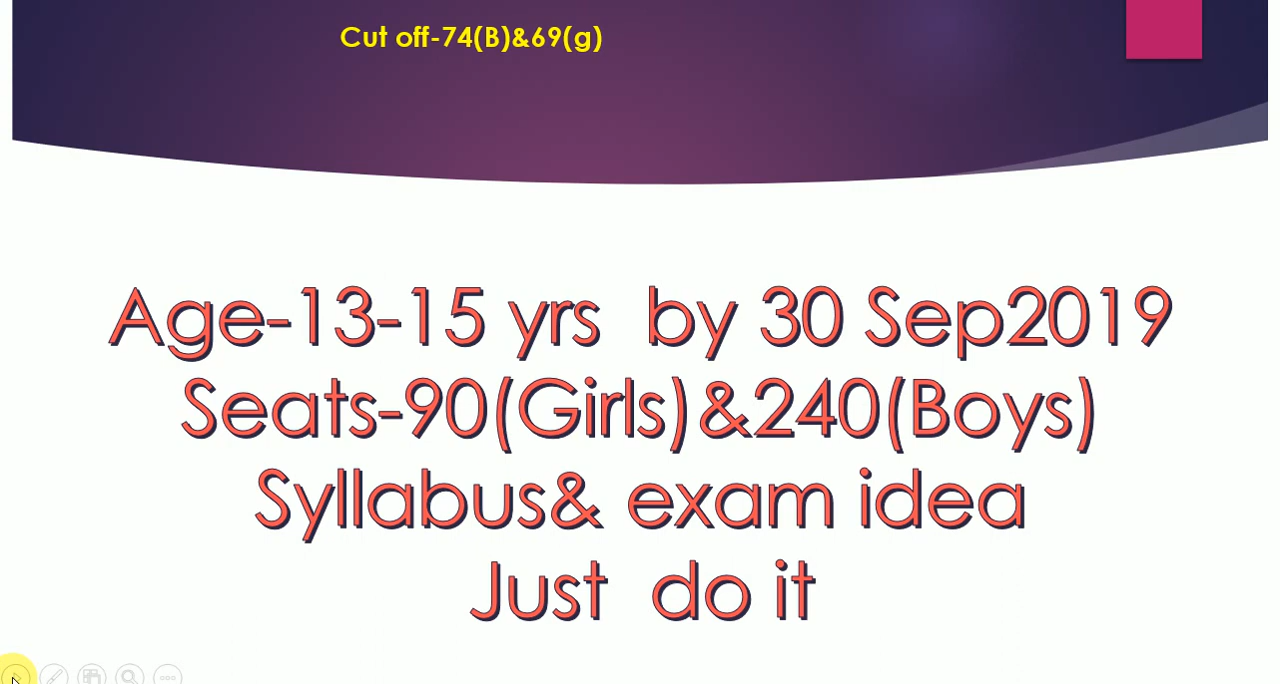 Cut off-74(B)&69(g)
Age-13-15 yrs  by 30 Sep2019
Seats-90(Girls)&240(Boys)
Syllabus& exam idea
Just  do it